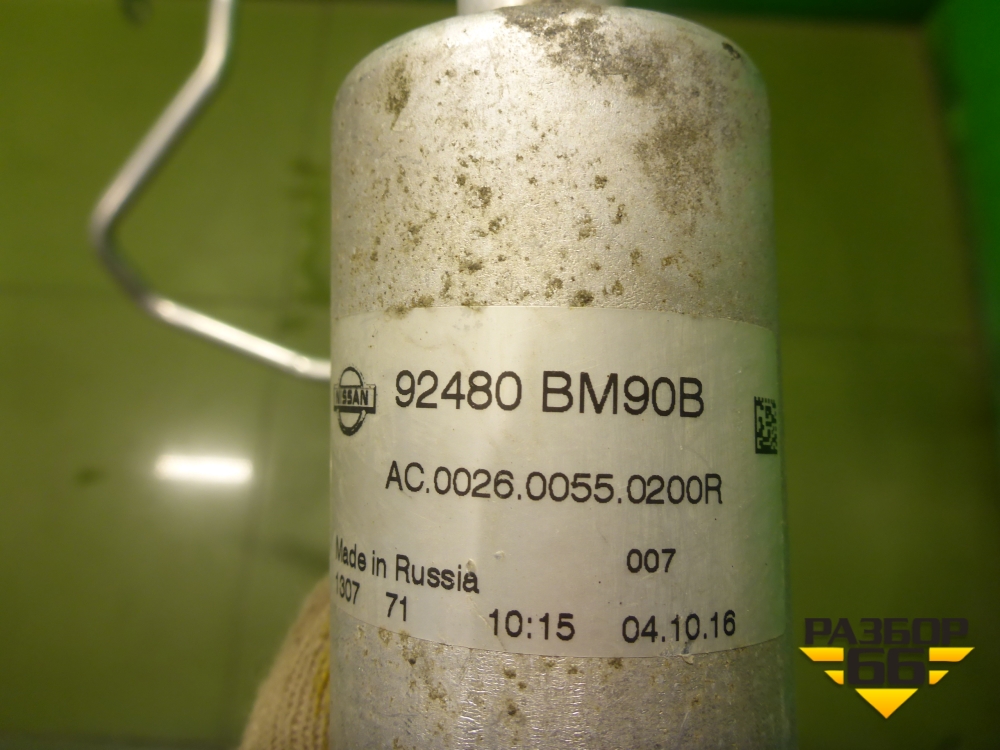 NISSAN
92480 BM90B
AC.0026.0055.0200R
Made in Russia
007
1307 71
10:15
04.10.16
РАЗБОР
66